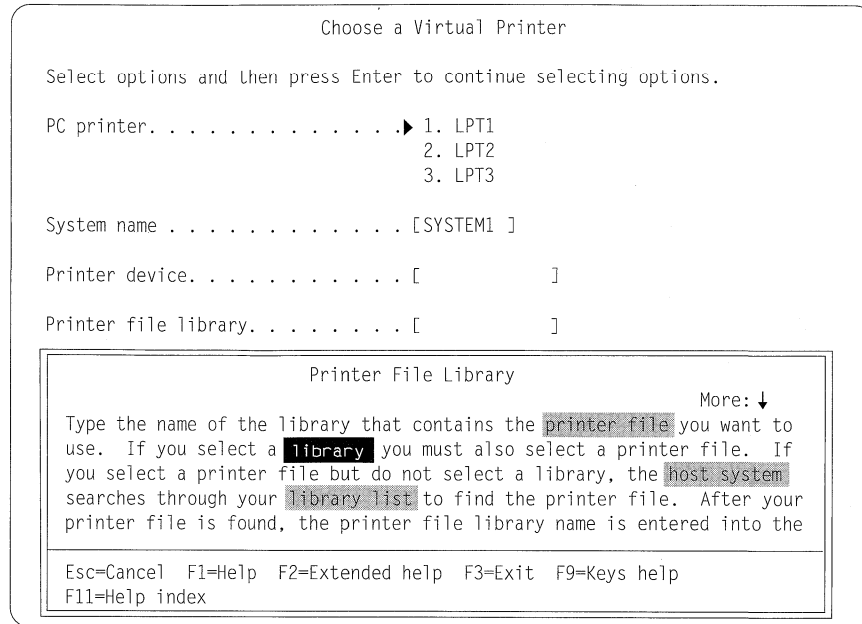 Choose a Virtual Printer
Select options and then press Enter to continue selecting options.
PC printer. . . . . . . . . . . . . .▶ 1. LPT1
2. LPT2
3. LPT3
System name . . . . . . . . . . . . [SYSTEM1 ]
Printer device. . . . . . . . . . . [ ]
Printer file library. . . . . . . . [ ]
Printer File Library
More: ↓
Type the name of the library that contains the printer file you want to
use. If you select a library you must also select a printer file. If
you select a printer file but do not select a library, the host system
searches through your library list to find the printer file. After your
printer file is found, the printer file library name is entered into the
Esc=Cancel F1=Help F2=Extended help F3=Exit F9=Keys help
F11=Help index